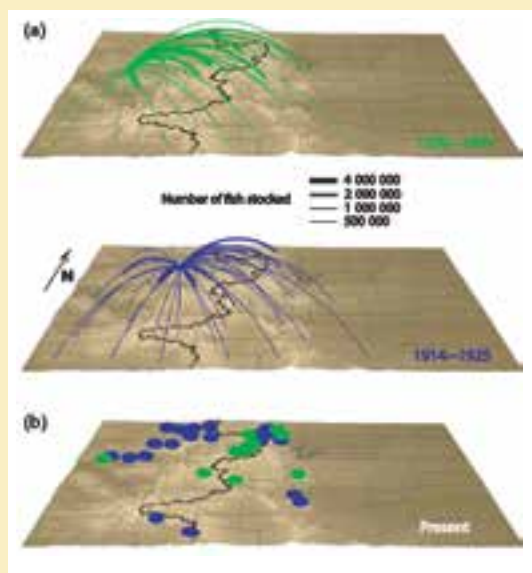 (a)
Number of fish stocked
4 000 000
2 000 000
1 000 000
500 000
N
1914–1925
(b)
Present